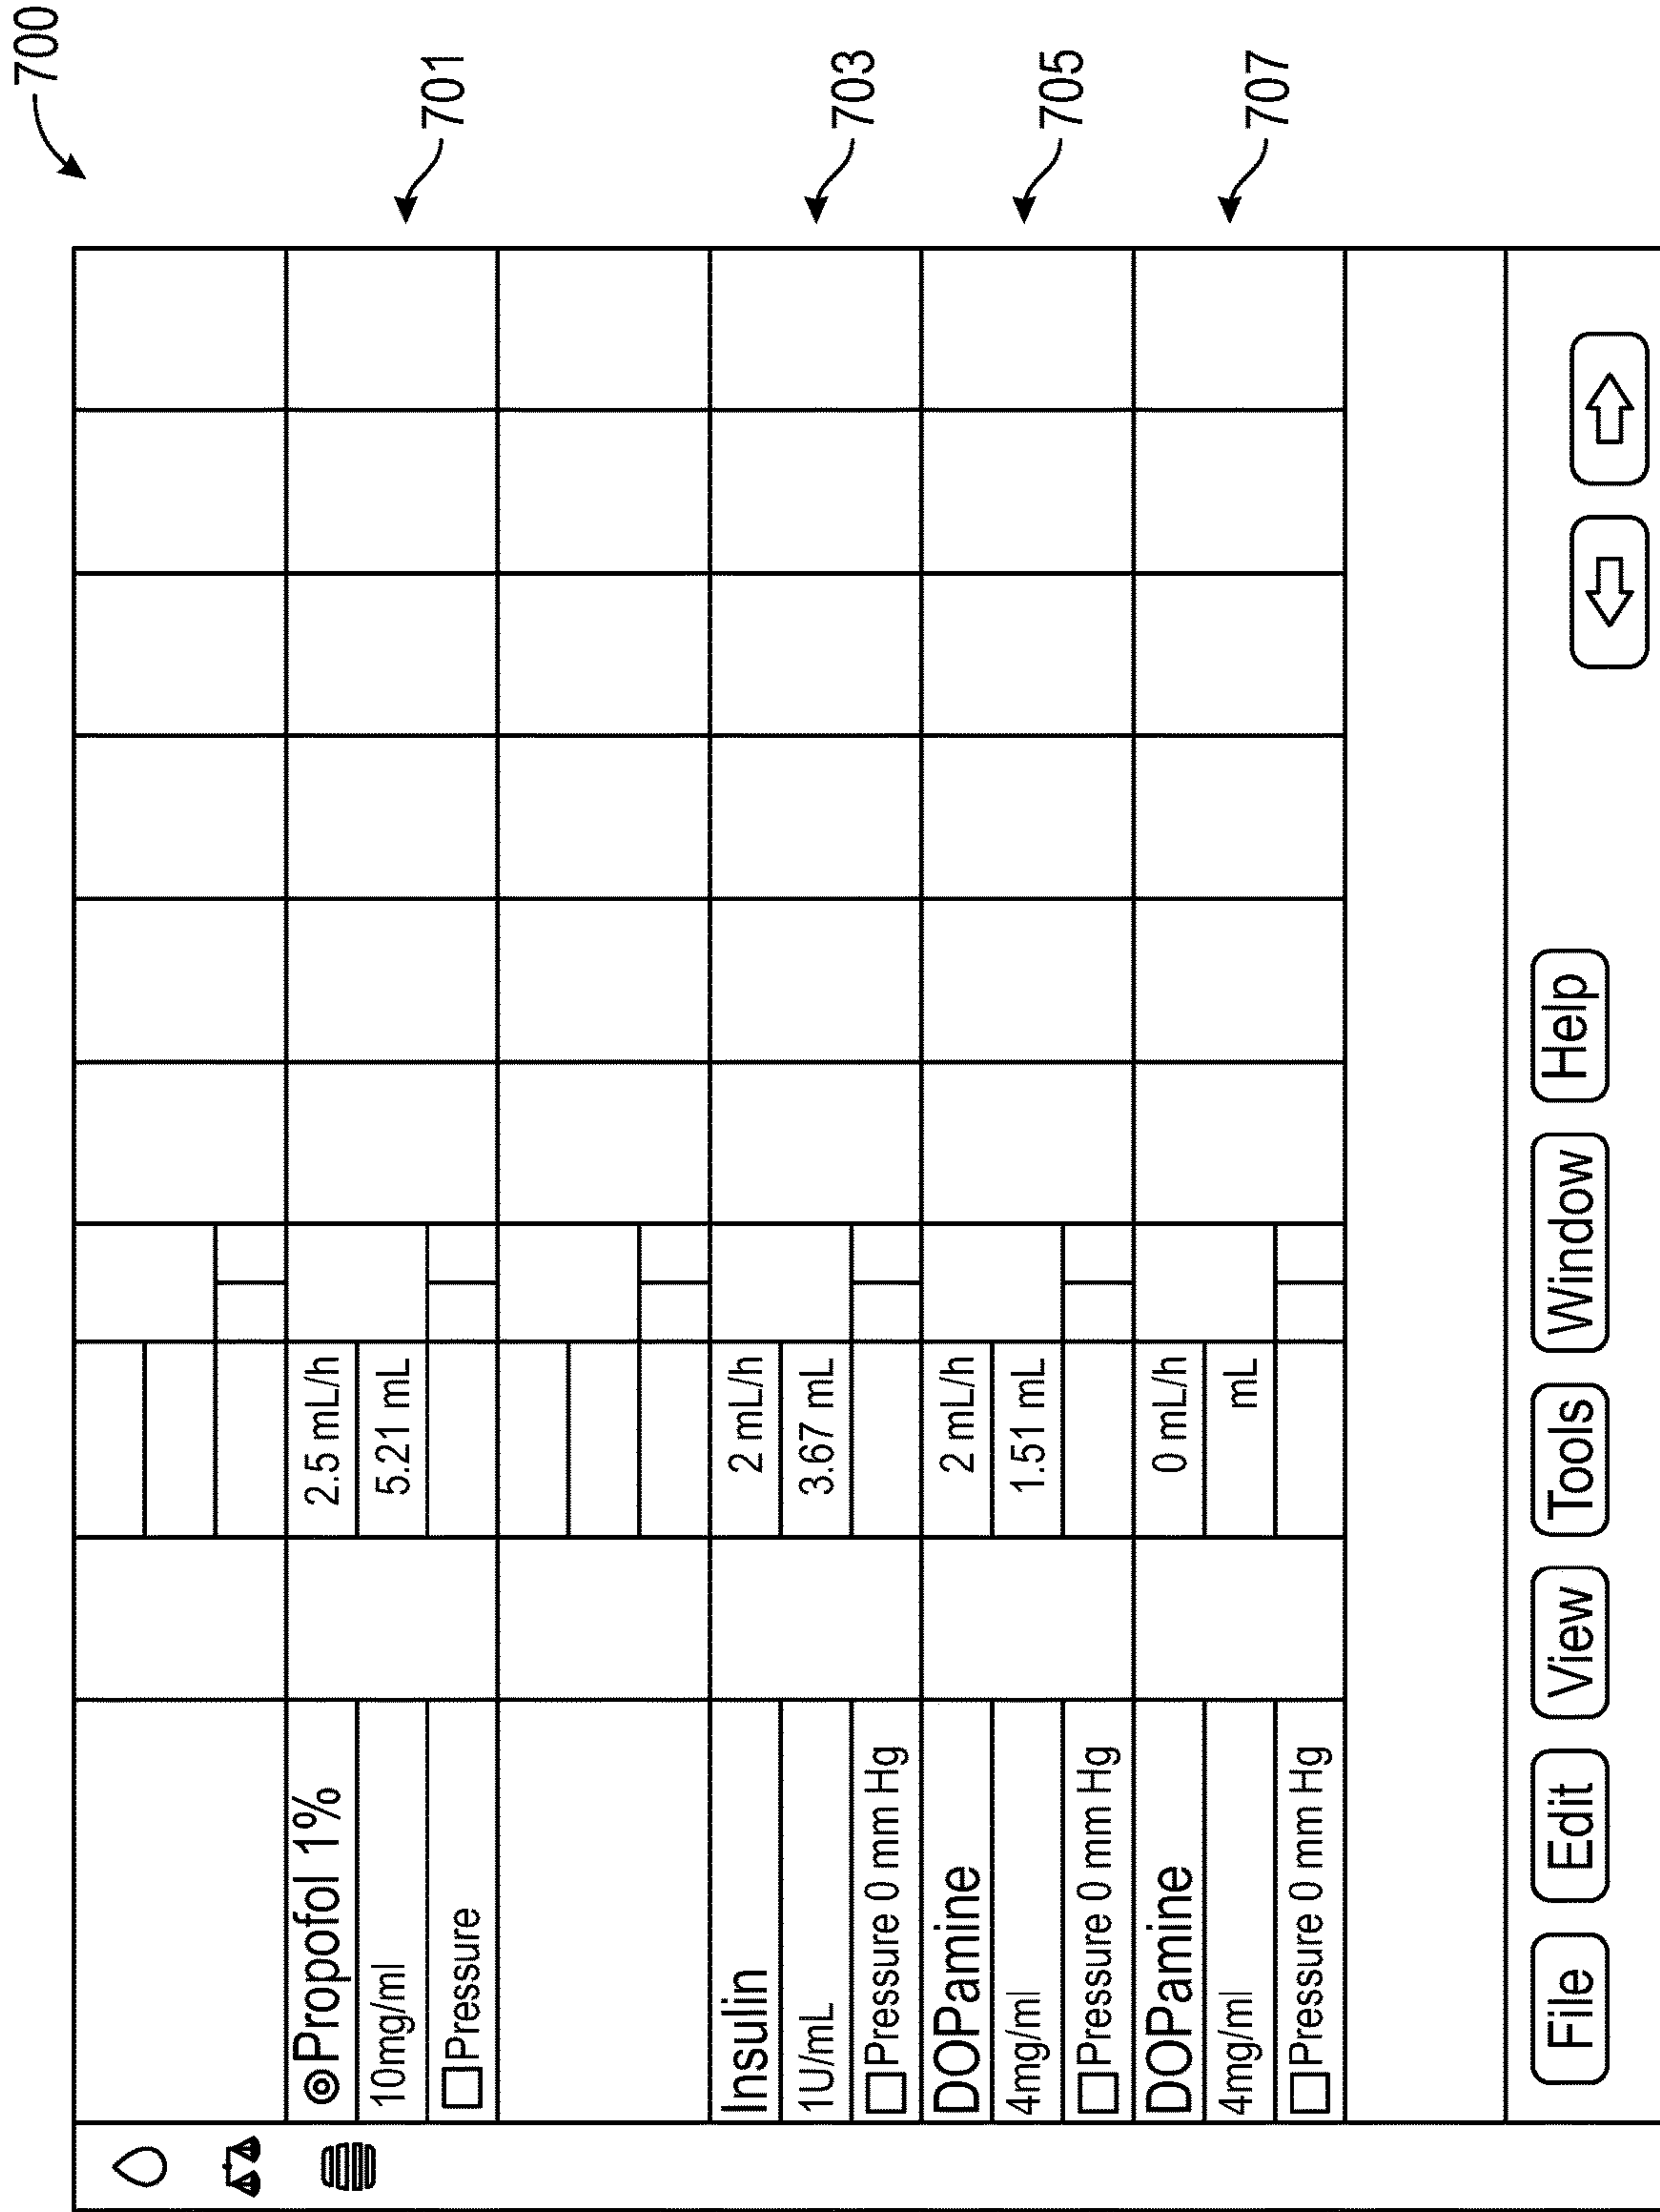 700
Propofol 1%
2.5 mL/h
10mg/ml
5.21 mL
Pressure
701
Insulin
2 mL/h
1U/mL
3.67 mL
Pressure 0 mm Hg
703
DOPamine
2 mL/h
4mg/ml
1.51 mL
Pressure 0 mm Hg
705
DOPamine
0 mL/h
4mg/ml
mL
Pressure 0 mm Hg
707
File Edit View Tools Window Help